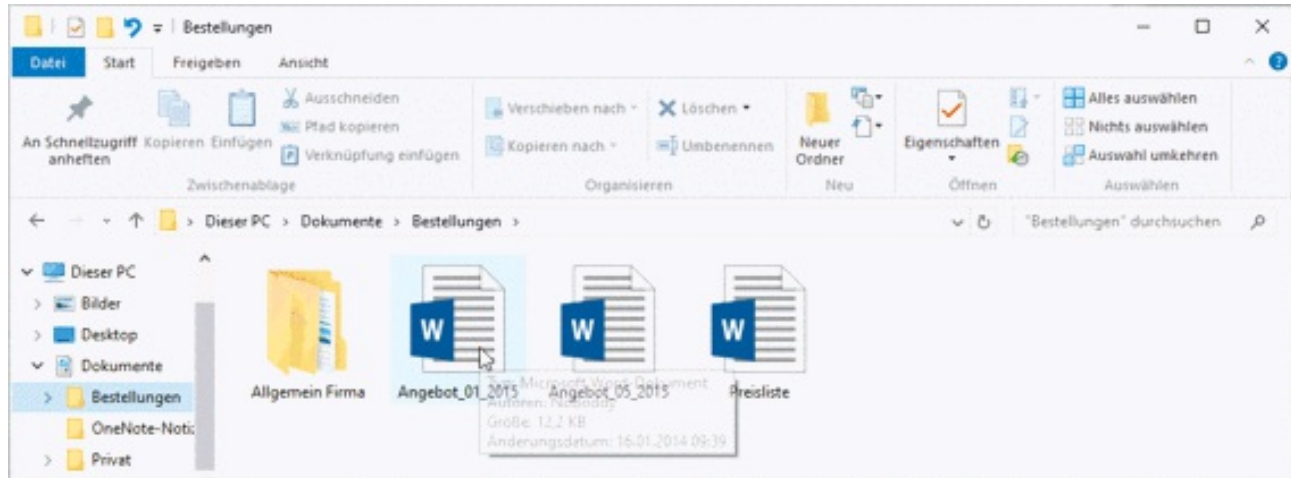 Bestellungen
Datei Start Freigeben Ansicht
An Schnellzugriff anheften
Kopieren
Einfügen
Ausschneiden
Pfad kopieren
Verknüpfung einfügen
Zwischenablage
Verschieben nach
Kopieren nach
Löschen
Umbenennen
Organisieren
Neuer
Ordner
Neu
Eigenschaften
Öffnen
Alles auswählen
Nichts auswählen
Auswahl umkehren
Auswählen
Dieser PC > Dokumente > Bestellungen >
"Bestellungen" durchsuchen
Dieser PC
Bilder
Desktop
Dokumente
Bestellungen
OneNote-Notiz
Privat
Allgemein Firma
Angebot_01_2015
Angebot_05_2015
Preisliste
W
W
W
Typ: Microsoft Word-Dokument
Autoren: NoBoddy
Größe: 12,2 KB
Änderungsdatum: 16.01.2014 09:39